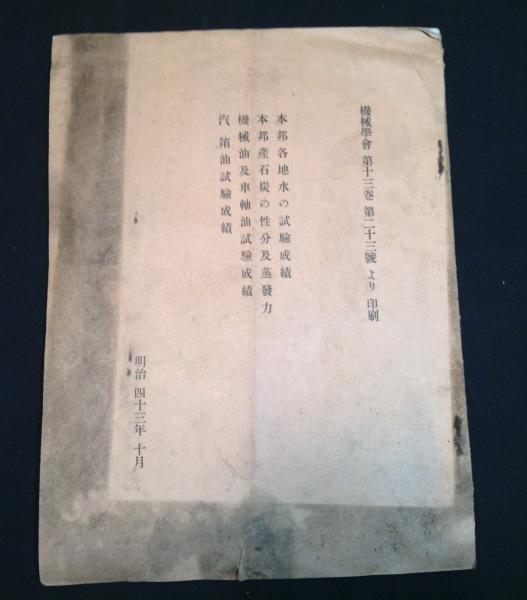 機械學會 第十三巻 第二十三號 より 印刷
本邦各地水の試驗成績
本邦産石炭の性分及蒸發力
機械油及車軸油試驗成績
汽筩油試驗成績
明治 四十三年 十月